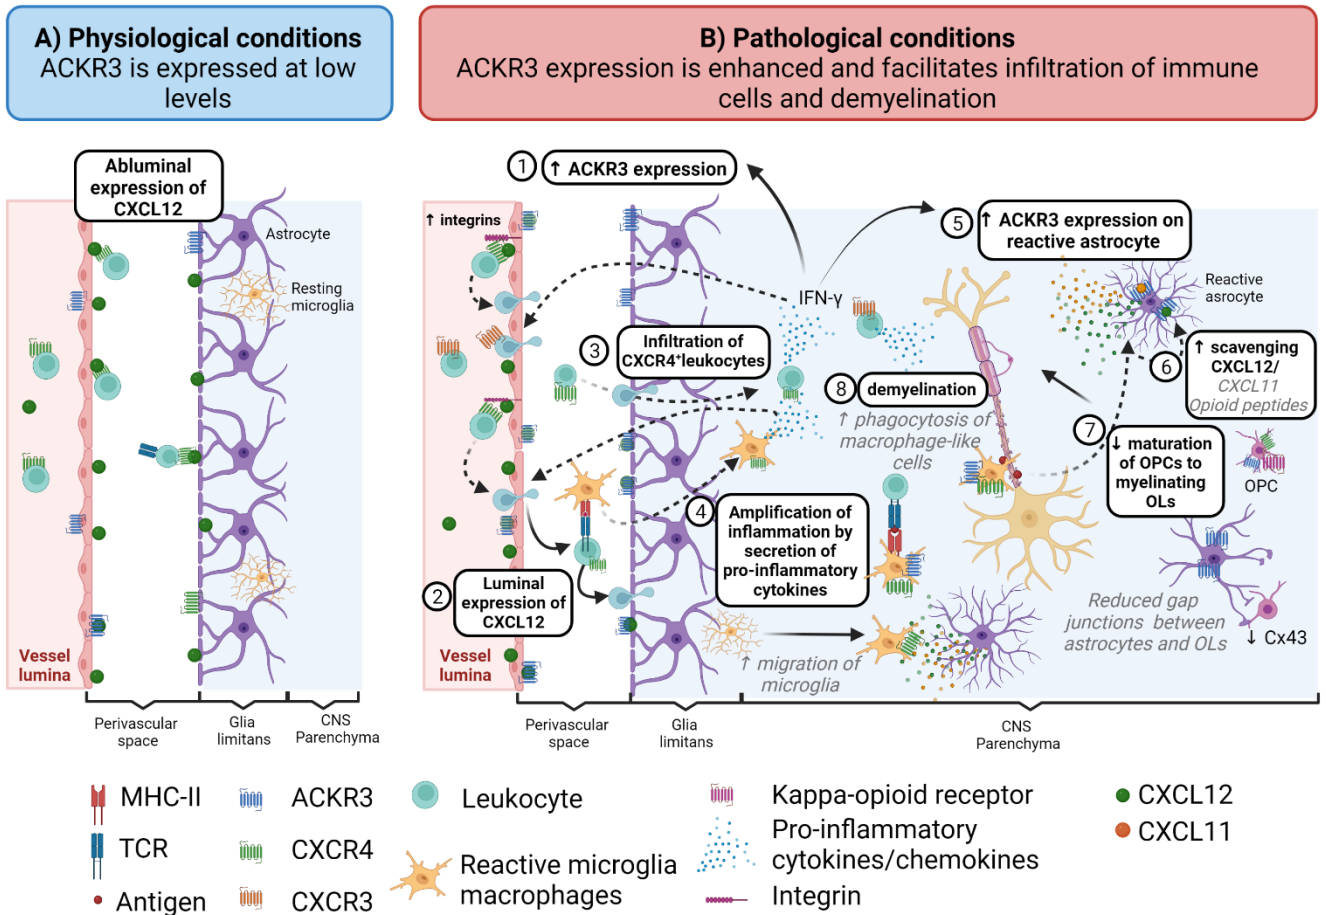 A) Physiological conditions
ACKR3 is expressed at low
levels
B) Pathological conditions
ACKR3 expression is enhanced and facilitates infiltration of immune
cells and demyelination
Abluminal
expression of
CXCL12
Astrocyte
Resting
microglia
Vessel
lumina
Perivascular
space
Glia
limitans
CNS
Parenchyma
1
↑ ACKR3 expression
↑ integrins
IFN-γ
5
↑ ACKR3 expression on
reactive astrocyte
Reactive
asrocyte
3
Infiltration of
CXCR4⁺leukocytes
6
↑ scavenging
CXCL12/
CXCL11
Opioid peptides
8
demyelination
↑ phagocytosis of
macrophage-like
cells
7
↓ maturation
of OPCs to
myelinating
OLs
OPC
4
Amplification of
inflammation by
secretion of
pro-inflammatory
cytokines
2
Luminal
expression of
CXCL12
Reduced gap
junctions between
astrocytes and OLs
↓ Cx43
↑ migration of
microglia
Vessel
lumina
Perivascular
space
Glia
limitans
CNS
Parenchyma
MHC-II
TCR
Antigen
ACKR3
CXCR4
CXCR3
Leukocyte
Reactive microglia
macrophages
Kappa-opioid receptor
Pro-inflammatory
cytokines/chemokines
Integrin
CXCL12
CXCL11